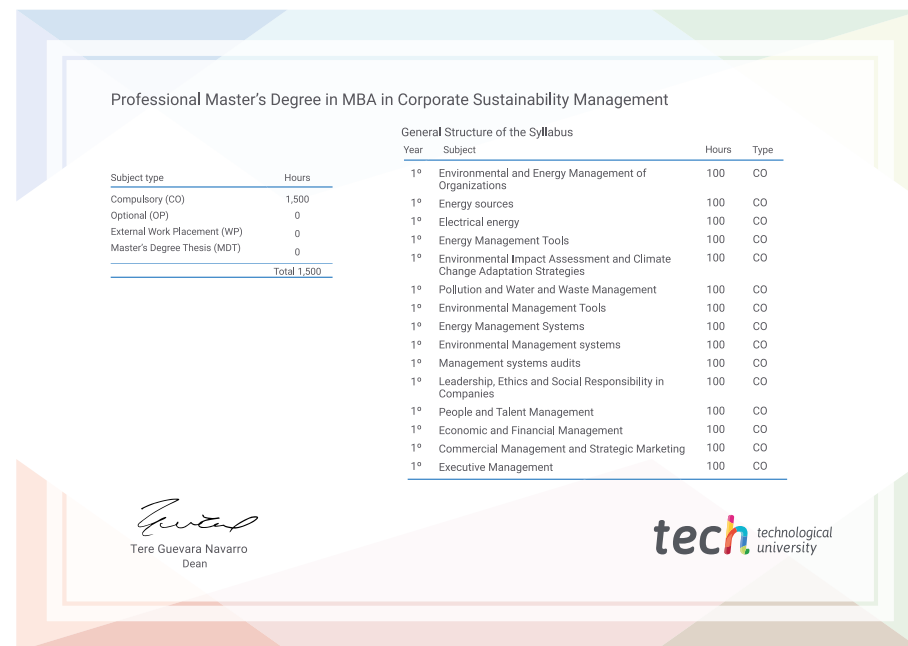 Professional Master's Degree in MBA in Corporate Sustainability Management
General Structure of the Syllabus
Year Subject Hours Type
1º Environmental and Energy Management of 100 CO
Organizations
1º Energy sources 100 CO
1º Electrical energy 100 CO
1º Energy Management Tools 100 CO
1º Environmental Impact Assessment and Climate 100 CO
Change Adaptation Strategies
1º Pollution and Water and Waste Management 100 CO
1º Environmental Management Tools 100 CO
1º Energy Management Systems 100 CO
1º Environmental Management systems 100 CO
1º Management systems audits 100 CO
1º Leadership, Ethics and Social Responsibility in 100 CO
Companies
1º People and Talent Management 100 CO
1º Economic and Financial Management 100 CO
1º Commercial Management and Strategic Marketing 100 CO
1º Executive Management 100 CO
Subject type Hours
Compulsory (CO) 1,500
Optional (OP) 0
External Work Placement (WP) 0
Master's Degree Thesis (MDT) 0
Total 1,500
Tere Guevara Navarro
Dean
tech technological
university